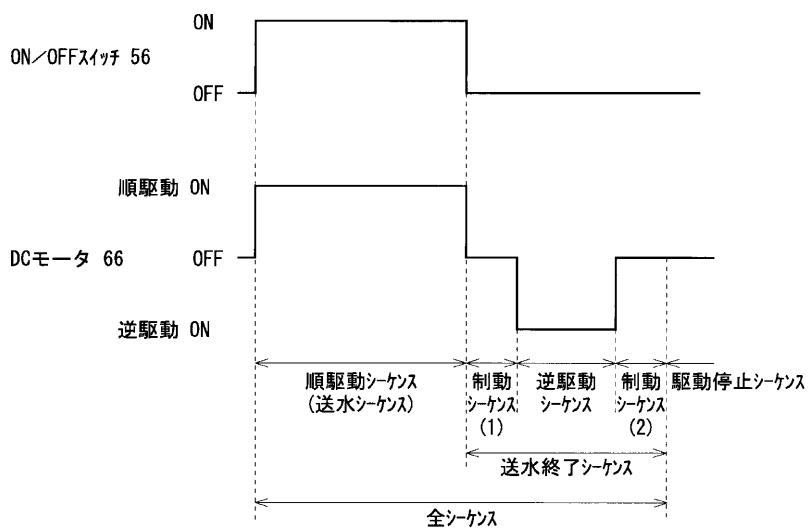 ON
ON/OFFスイッチ 56
OFF
順駆動 ON
DCモータ 66
OFF
逆駆動 ON
順駆動シーケンス
(送水シーケンス)
制動
シーケンス
(1)
逆駆動
シーケンス
制動
シーケンス
(2)
駆動停止シーケンス
送水終了シーケンス
全シーケンス